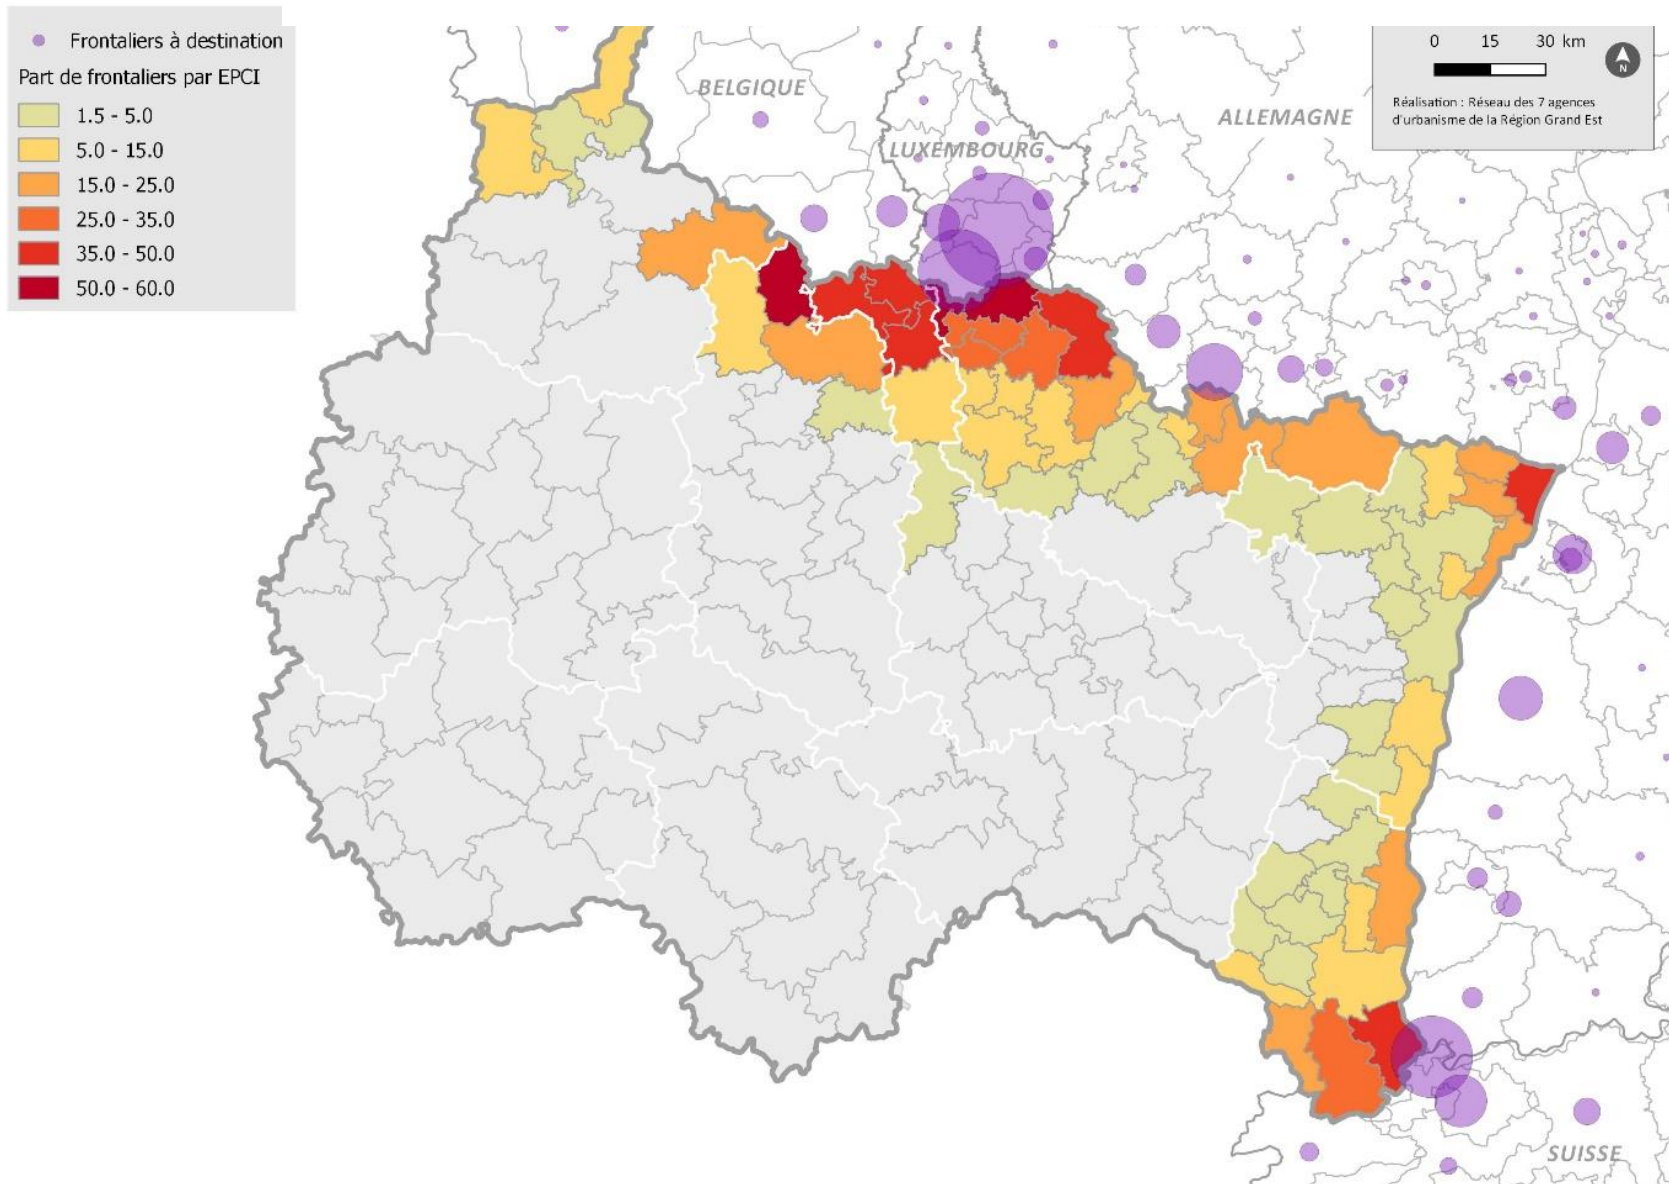 Frontaliers à destination
Part de frontaliers par EPCI
1.5 - 5.0
5.0 - 15.0
15.0 - 25.0
25.0 - 35.0
35.0 - 50.0
50.0 - 60.0
0 15 30 km
N
Réalisation : Réseau des 7 agences
d'urbanisme de la Région Grand Est
BELGIQUE
ALLEMAGNE
LUXEMBOURG
SUISSE